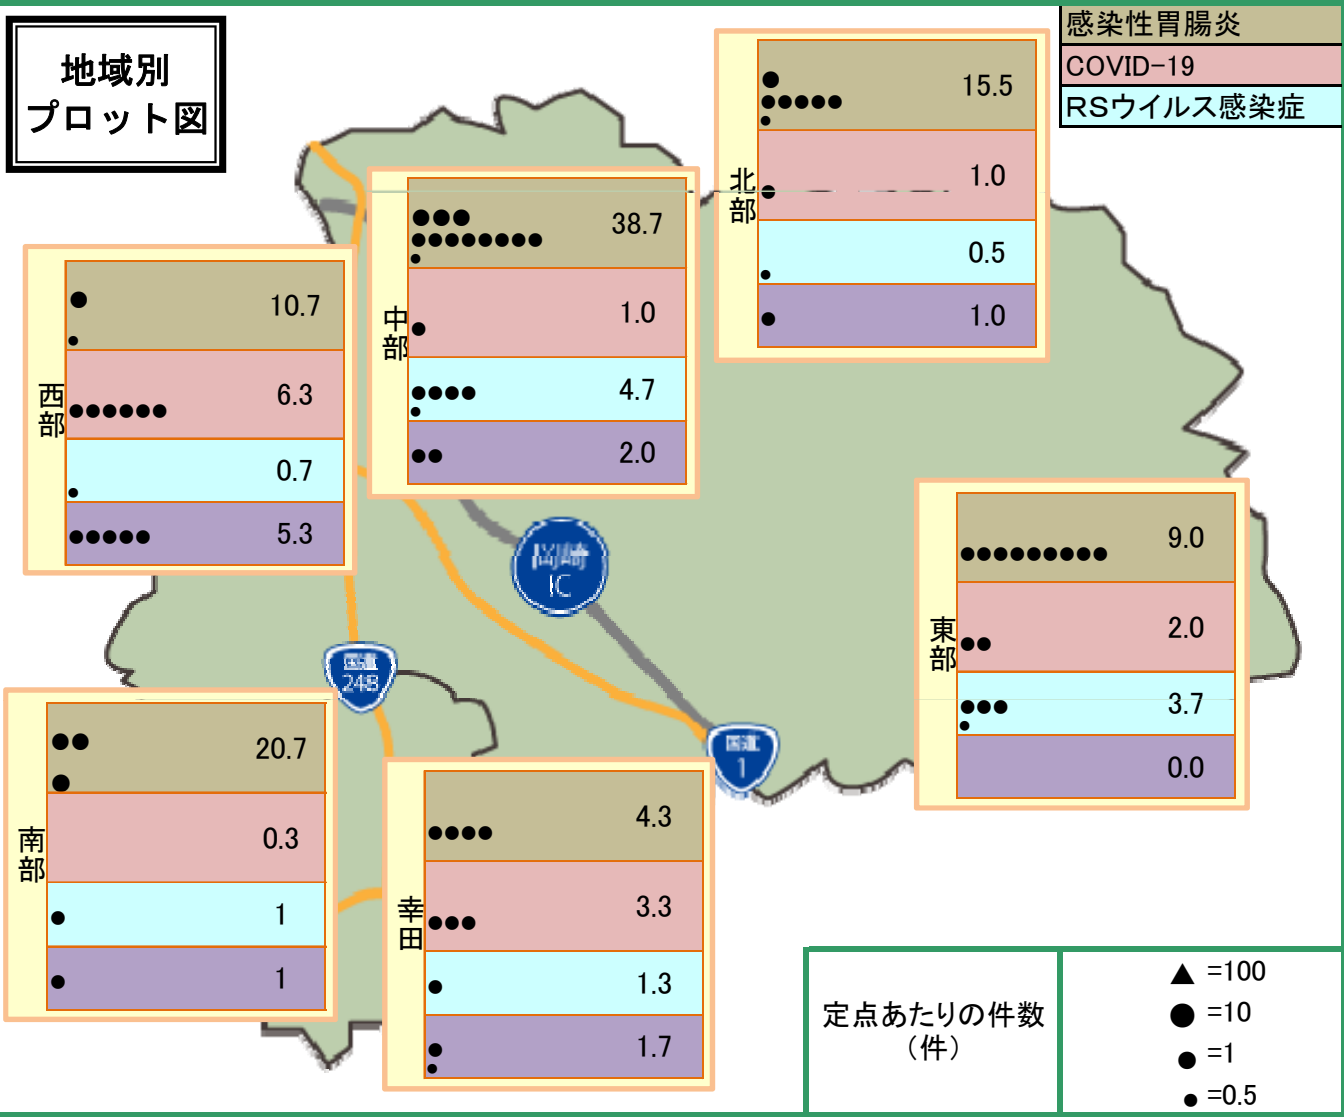 地域別
プロット図
感染性胃腸炎
COVID-19
RSウイルス感染症
北部
15.5
1.0
0.5
1.0
中部
38.7
1.0
4.7
2.0
西部
10.7
6.3
0.7
5.3
岡崎
IC
東部
9.0
2.0
3.7
0.0
国道
248
国道
1
南部
20.7
0.3
1
1
幸田
4.3
3.3
1.3
1.7
定点あたりの件数
（件）
▲ =100
● =10
● =1
● =0.5